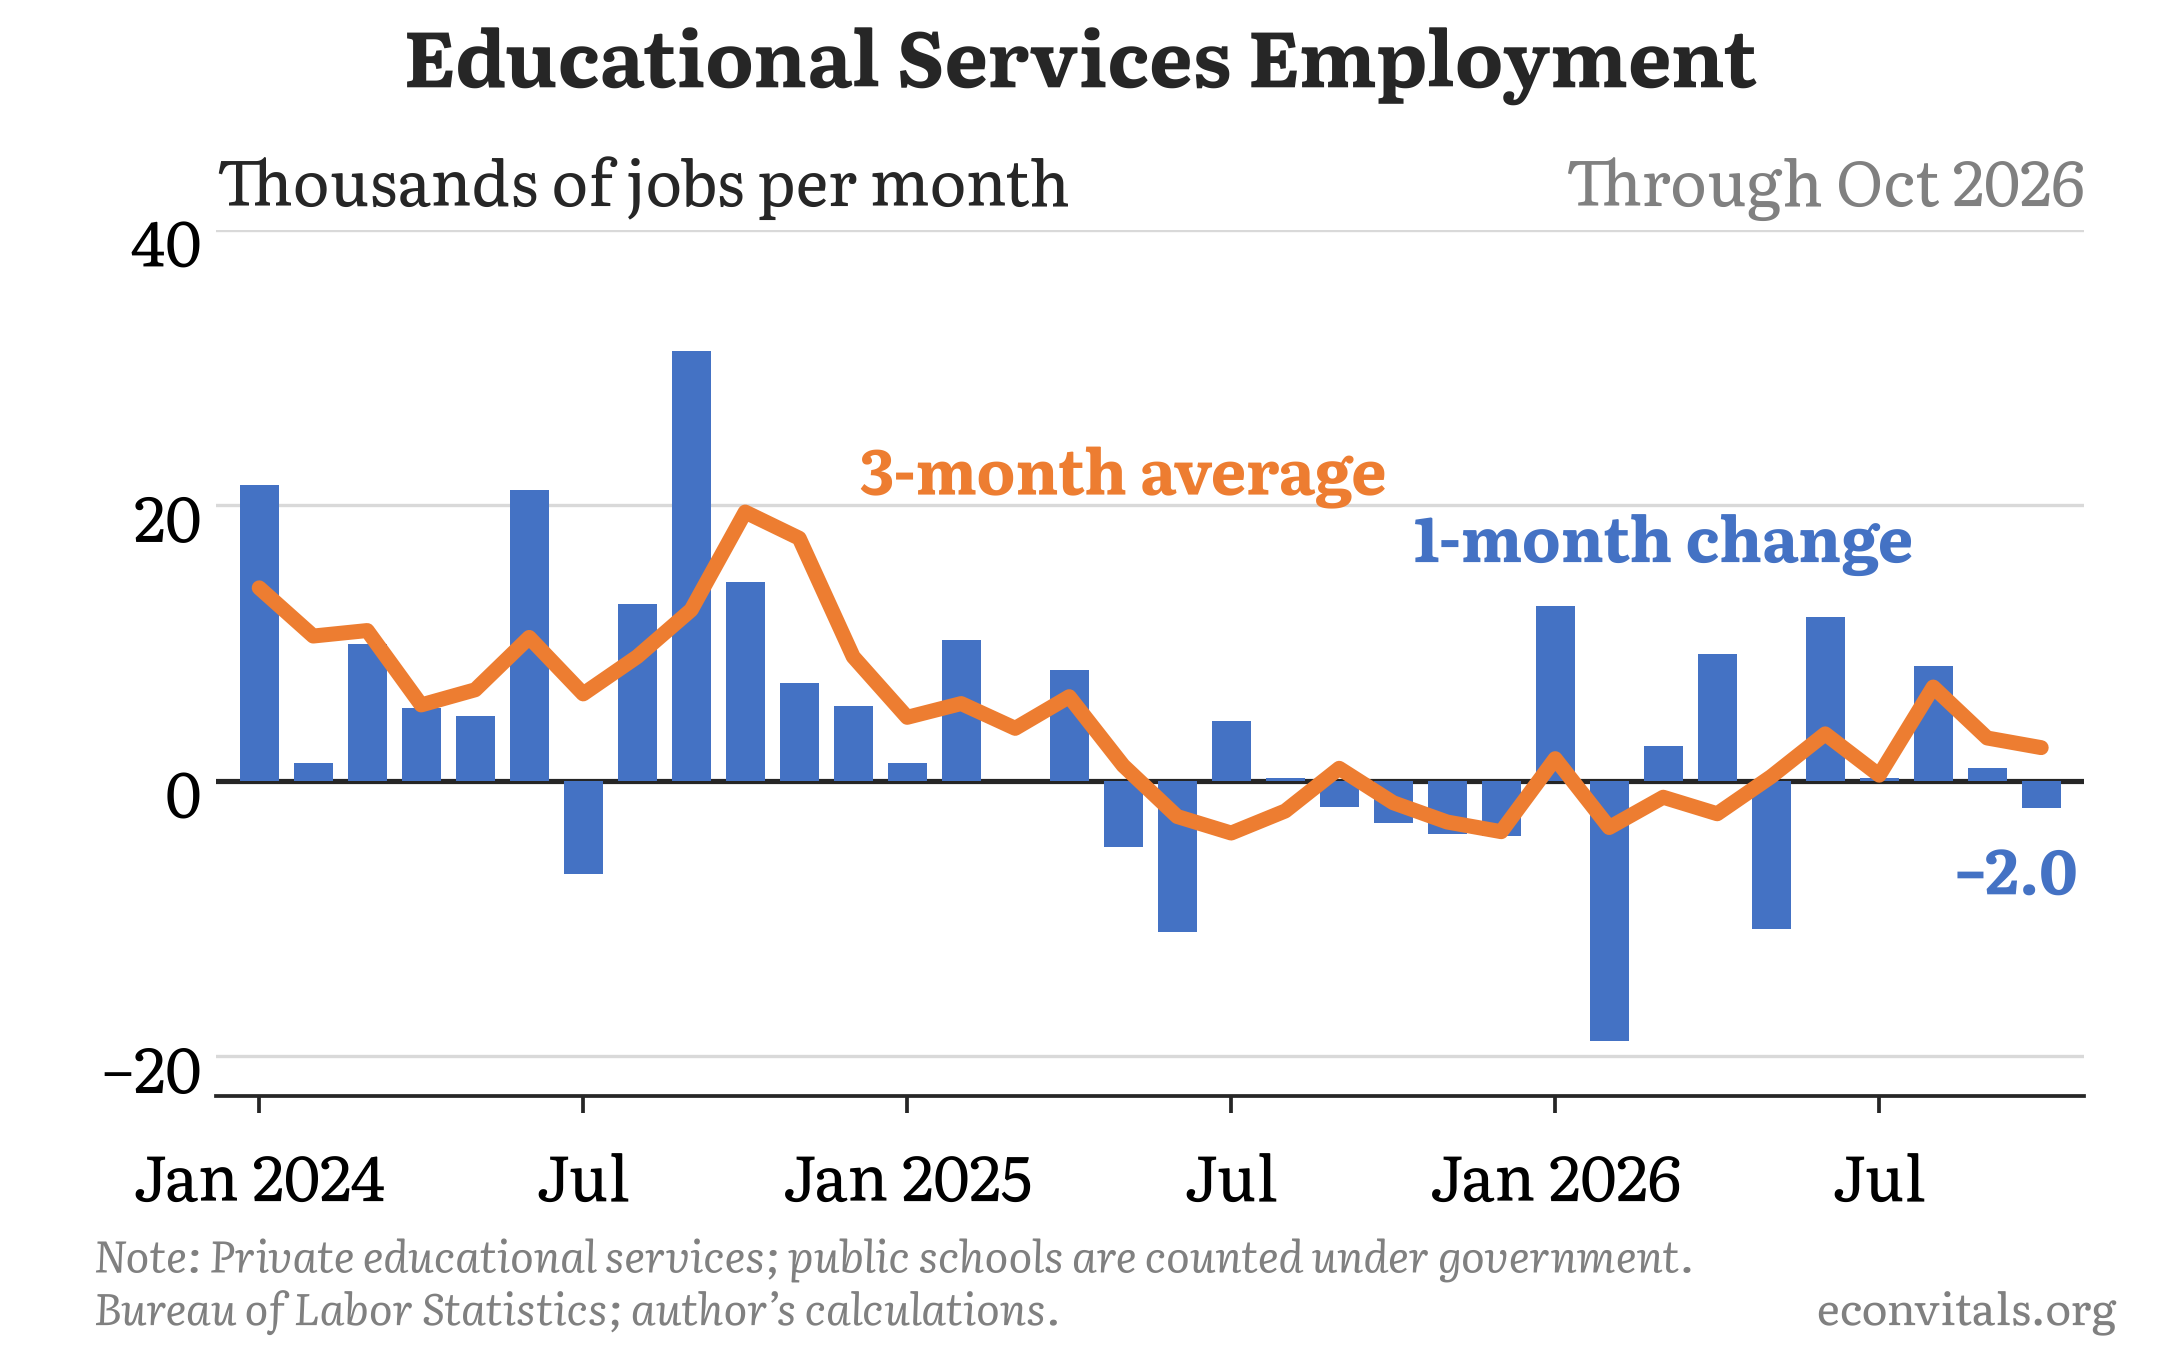 Educational Services Employment
Thousands of jobs per month
Through Oct 2026
40
3-month average
20
1-month change
0
–2.0
–20
Jan 2024 Jul Jan 2025 Jul Jan 2026 Jul
Note: Private educational services; public schools are counted under government.
Bureau of Labor Statistics; author’s calculations.
econvitals.org